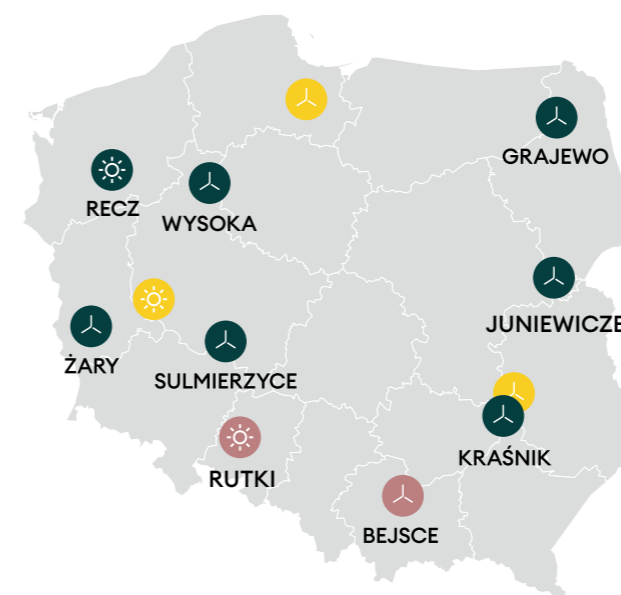 GRAJEWO
RECZ
WYSOKA
JUNIEWICZE
ŻARY
SULMIERZYCE
KRAŚNIK
RUTKI
BEJSCE